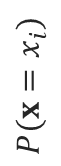 P(x = xᵢ)